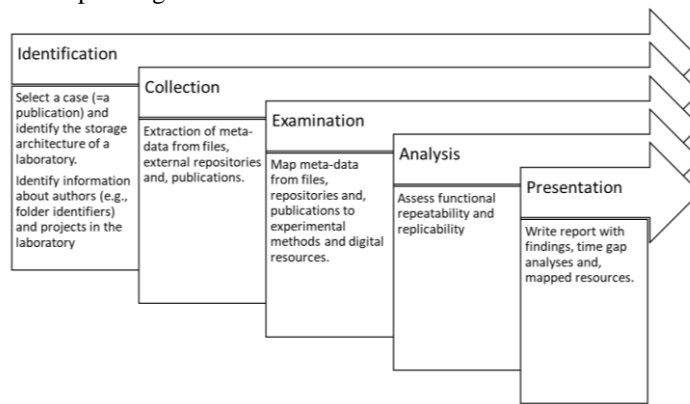 Identification
Select a case (=a
publication) and
identify the storage
architecture of a
laboratory.
Identify information
about authors (e.g.,
folder identifiers)
and projects in the
laboratory
Collection
Extraction of meta-
data from files,
external repositories
and, publications.
Examination
Map meta-data
from files,
repositories and,
publications to
experimental
methods and digital
resources.
Analysis
Assess functional
repeatability and
replicability
Presentation
Write report with
findings, time gap
analyses and,
mapped resources.